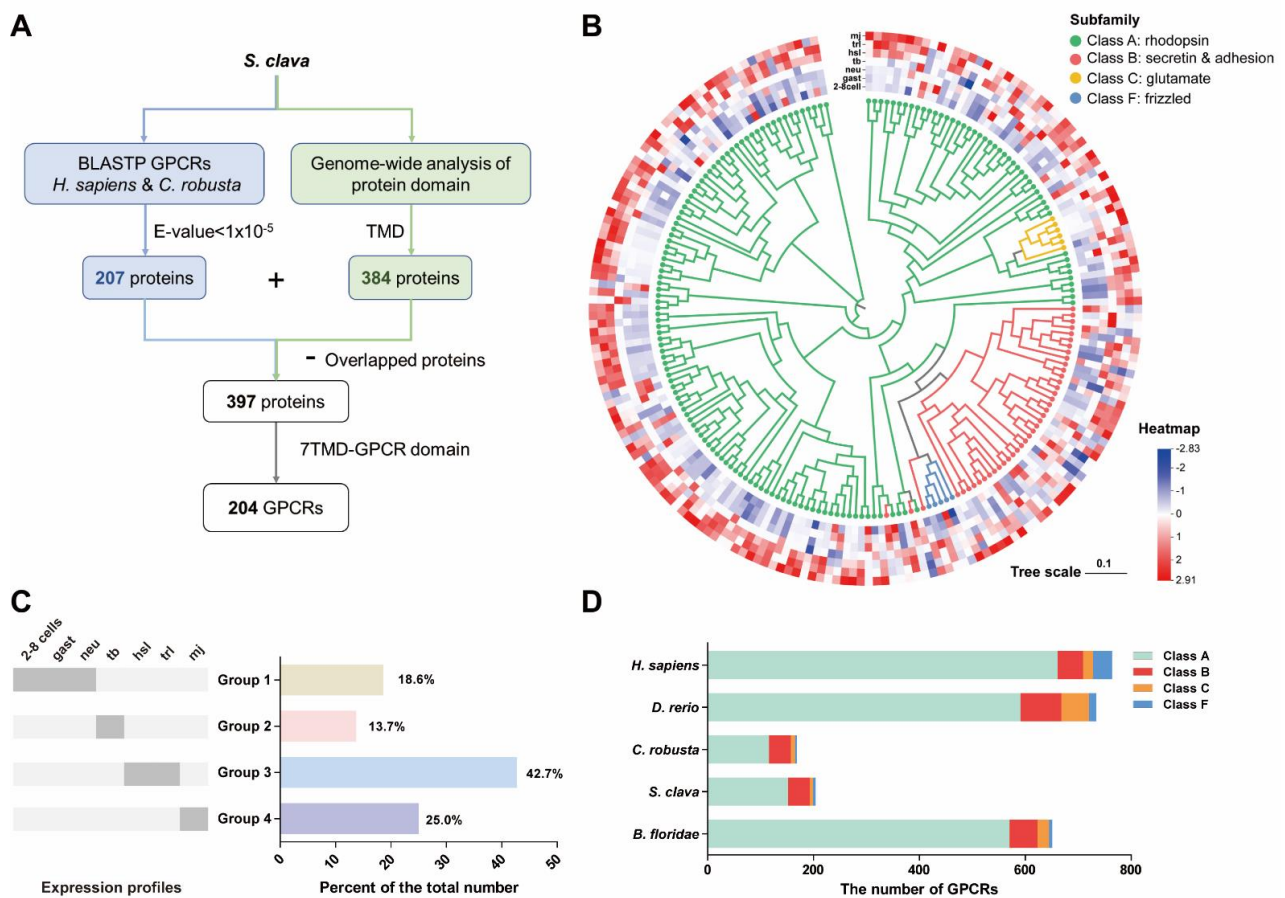 A
S. clava
BLASTP GPCRs
H. sapiens & C. robusta
Genome-wide analysis of
protein domain
E-value<1x10-5
TMD
207 proteins
+
384 proteins
- Overlapped proteins
397 proteins
7TMD-GPCR domain
204 GPCRs
B
Subfamily
Class A: rhodopsin
Class B: secretin & adhesion
Class C: glutamate
Class F: frizzled
mj
trl
hsl
tb
neu
gast
2-8cell
Heatmap
-2.83
-2
-1
0
1
2
2.91
Tree scale
0.1
C
2-8 cells
gast
neu
tb
hsl
trl
mj
Group 1
18.6%
Group 2
13.7%
Group 3
42.7%
Group 4
25.0%
0
10
20
30
40
50
Expression profiles
Percent of the total number
D
H. sapiens
D. rerio
C. robusta
S. clava
B. floridae
Class A
Class B
Class C
Class F
0
200
400
600
800
The number of GPCRs